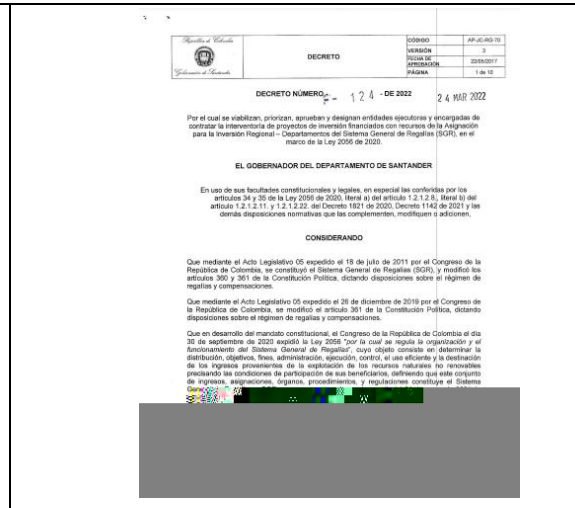 República de Colombia
Gobernación de Santander
DECRETO
CÓDIGO AP-JC-RG-70
VERSIÓN 3
FECHA DE APROBACIÓN 22/05/2017
PÁGINA 1 de 12
DECRETO NÚMERO - 124 - DE 2022 24 MAR 2022
Por el cual se viabilizan, priorizan, aprueban y designan entidades ejecutoras y encargadas de
contratar la interventoría de proyectos de inversión financiados con recursos de la Asignación
para la Inversión Regional – Departamentos del Sistema General de Regalías (SGR), en el
marco de la Ley 2056 de 2020.
EL GOBERNADOR DEL DEPARTAMENTO DE SANTANDER
En uso de sus facultades constitucionales y legales, en especial las conferidas por los
artículos 34 y 35 de la Ley 2056 de 2020, literal a) del artículo 1.2.1.2.8., literal b) del
artículo 1.2.1.2.11. y 1.2.1.2.22. del Decreto 1821 de 2020, Decreto 1142 de 2021 y las
demás disposiciones normativas que las complementen, modifiquen o adicionen,
CONSIDERANDO
Que mediante el Acto Legislativo 05 expedido el 18 de julio de 2011 por el Congreso de la
República de Colombia, se constituyó el Sistema General de Regalías (SGR), y modificó los
artículos 360 y 361 de la Constitución Política, dictando disposiciones sobre el régimen de
regalías y compensaciones.
Que mediante el Acto Legislativo 05 expedido el 26 de diciembre de 2019 por el Congreso de
la República de Colombia, se modificó el artículo 361 de la Constitución Política, dictando
disposiciones sobre el régimen de regalías y compensaciones.
Que en desarrollo del mandato constitucional, el Congreso de la República de Colombia el día
30 de septiembre de 2020 expidió la Ley 2056 "por la cual se regula la organización y el
funcionamiento del Sistema General de Regalías", cuyo objeto consiste en determinar la
distribución, objetivos, fines, administración, ejecución, control, el uso eficiente y la destinación
de los ingresos provenientes de la explotación de los recursos naturales no renovables
precisando las condiciones de participación de sus beneficiarios, definiendo que este conjunto
de ingresos, asignaciones, órganos, procedimientos, y regulaciones constituye el Sistema